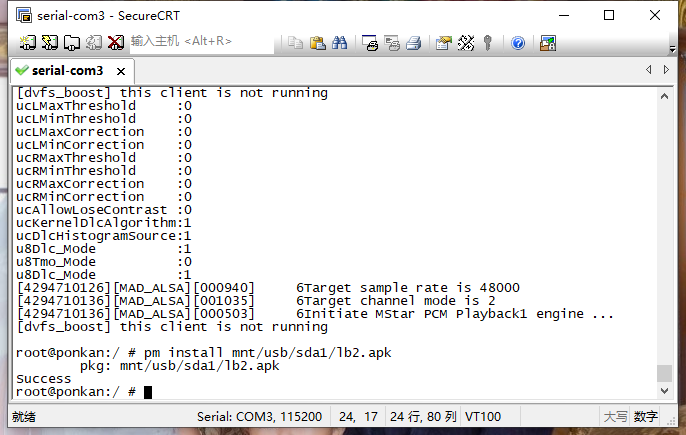 serial-com3 - SecureCRT
输入主机 <Alt+R>
serial-com3
[dvfs_boost] this client is not running
ucLMaxThreshold :0
ucLMinThreshold :0
ucLMaxCorrection :0
ucLMinCorrection :0
ucRMaxThreshold :0
ucRMinThreshold :0
ucRMaxCorrection :0
ucRMinCorrection :0
ucAllowLoseContrast :0
ucKernelDlcAlgorithm:1
ucDlcHistogramSource:1
u8Dlc_Mode :1
u8Tmo_Mode :0
u8Dlc_Mode :1
[4294710126][MAD_ALSA][000940] 6Target sample rate is 48000
[4294710136][MAD_ALSA][001035] 6Target channel mode is 2
[4294710136][MAD_ALSA][000503] 6Initiate MStar PCM Playback1 engine ...
[dvfs_boost] this client is not running
root@ponkan:/ # pm install mnt/usb/sda1/lb2.apk
pkg: mnt/usb/sda1/lb2.apk
Success
root@ponkan:/ #
就绪 Serial: COM3, 115200 24, 17 24 行, 80 列 VT100 大写 数字